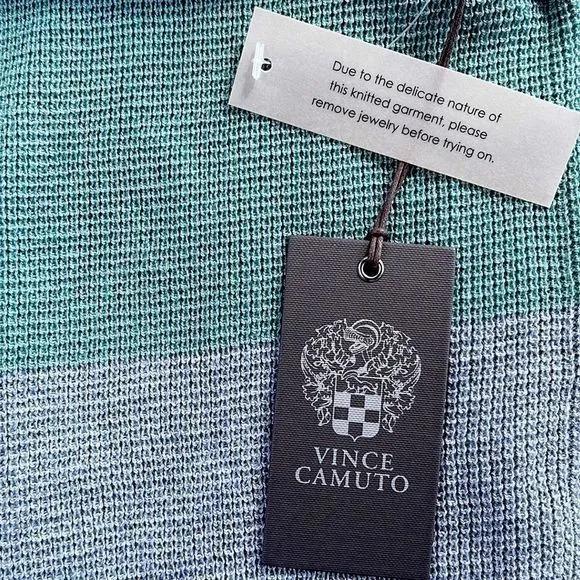 Due to the delicate nature of
this knitted garment, please
remove jewelry before trying on.
VINCE
CAMUTO